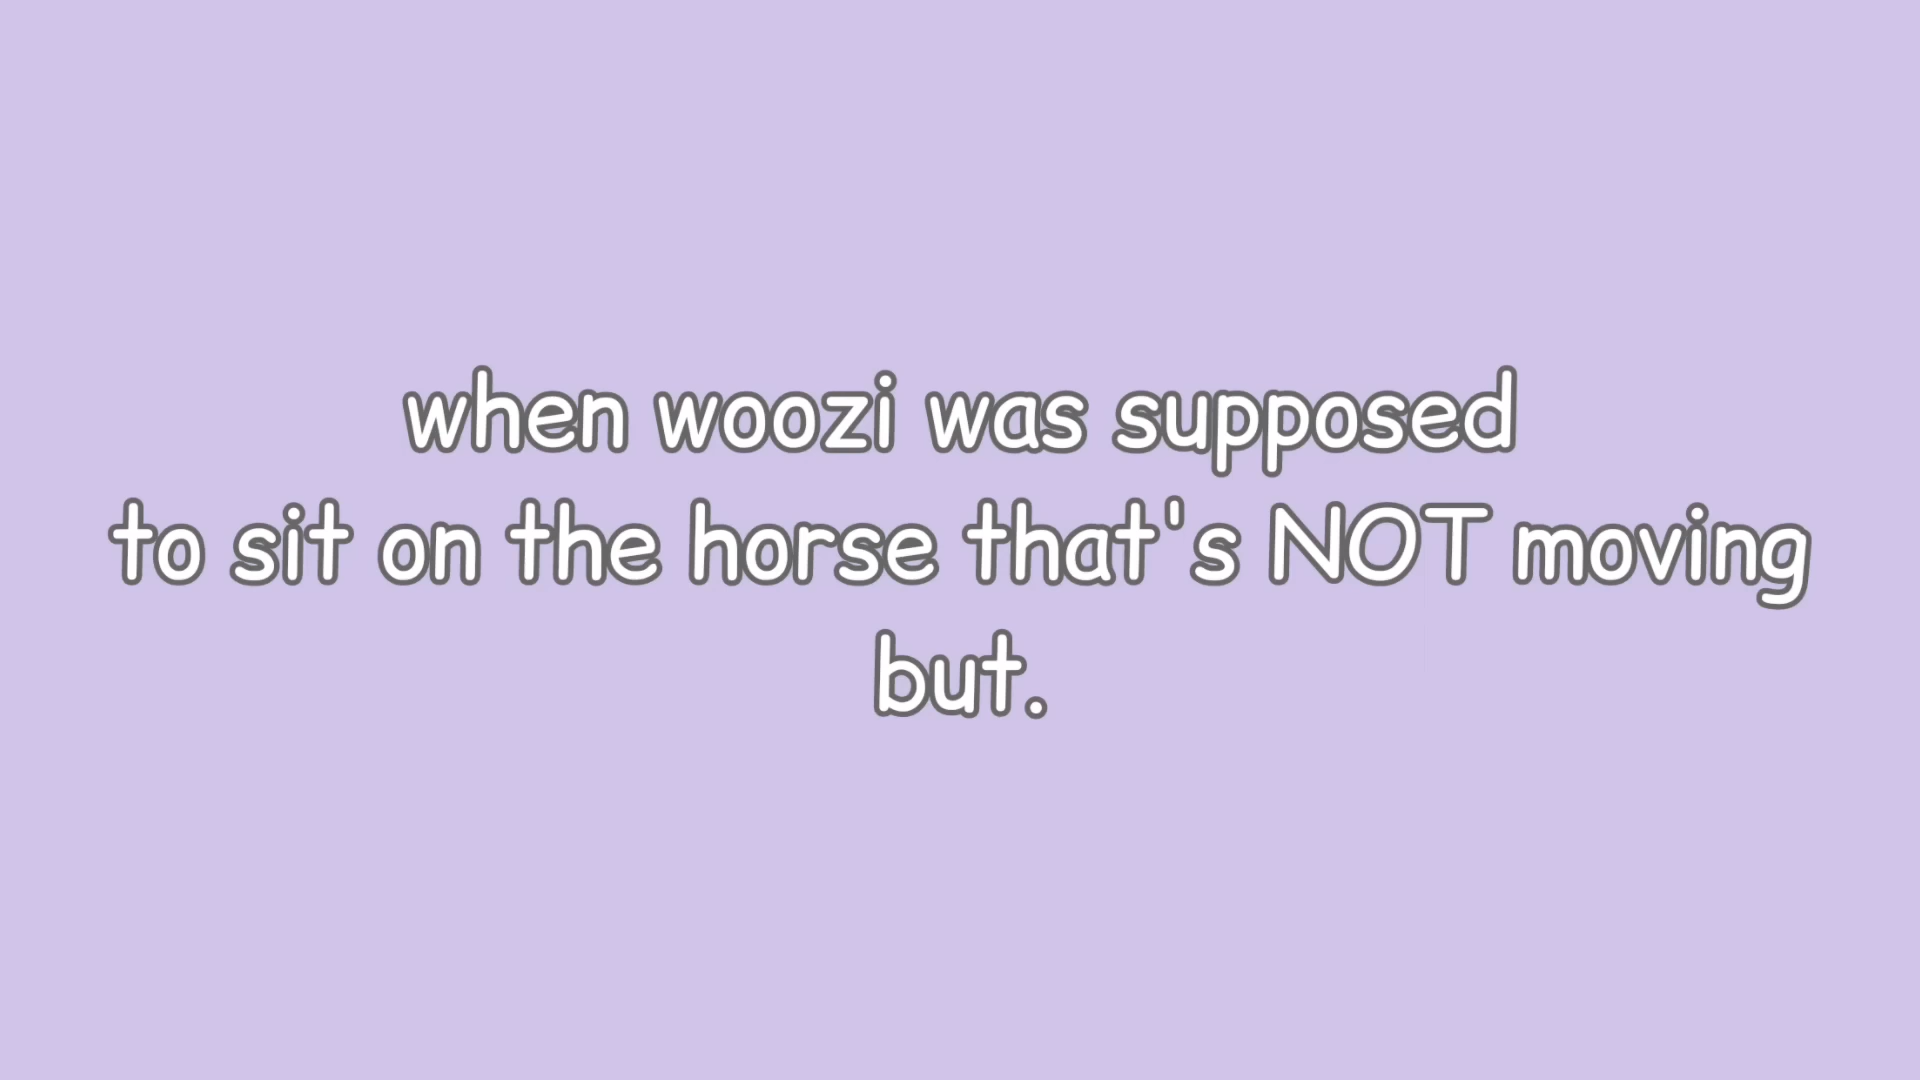 when woozi was supposed
to sit on the horse that's NOT moving
but.